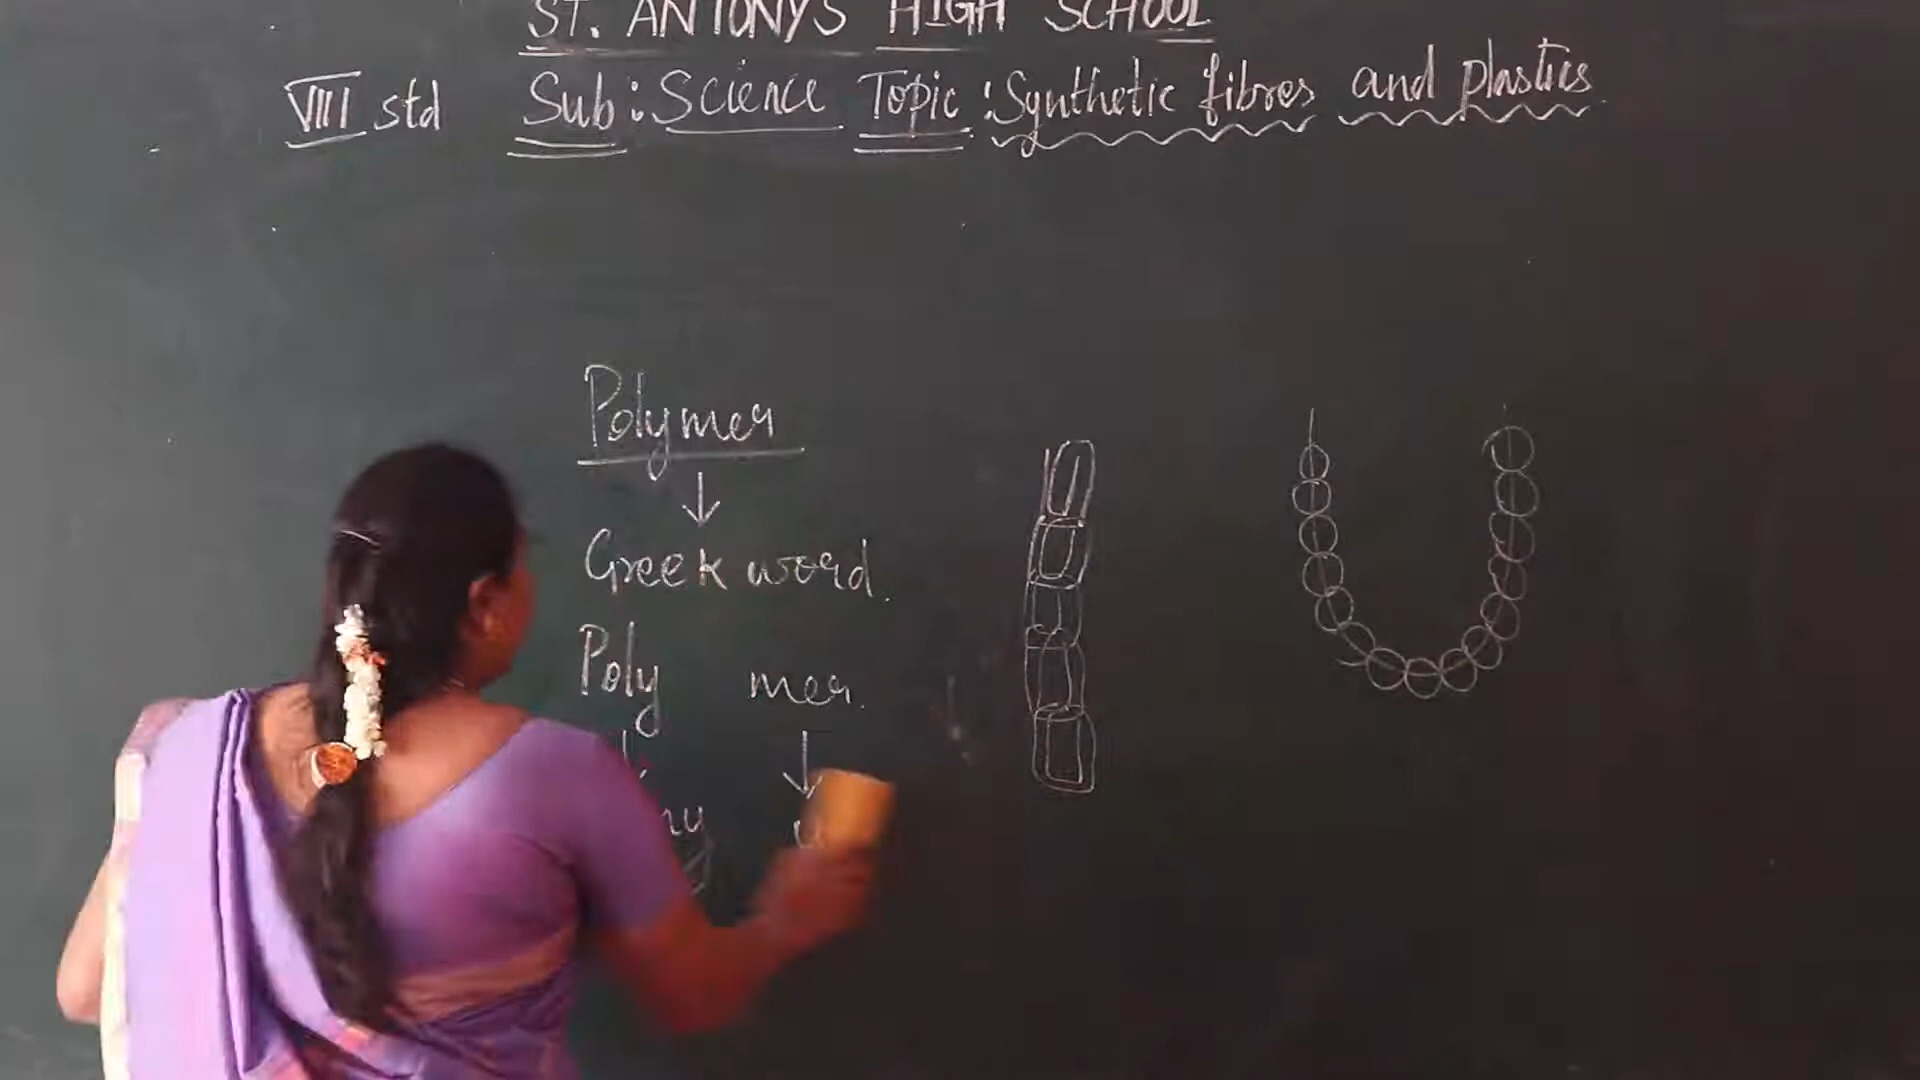 ST. ANTONYS HIGH SCHOOL
VIII std Sub: Science Topic: Synthetic fibres and plastics
Polymer
↓
Greek word.
Poly mer.